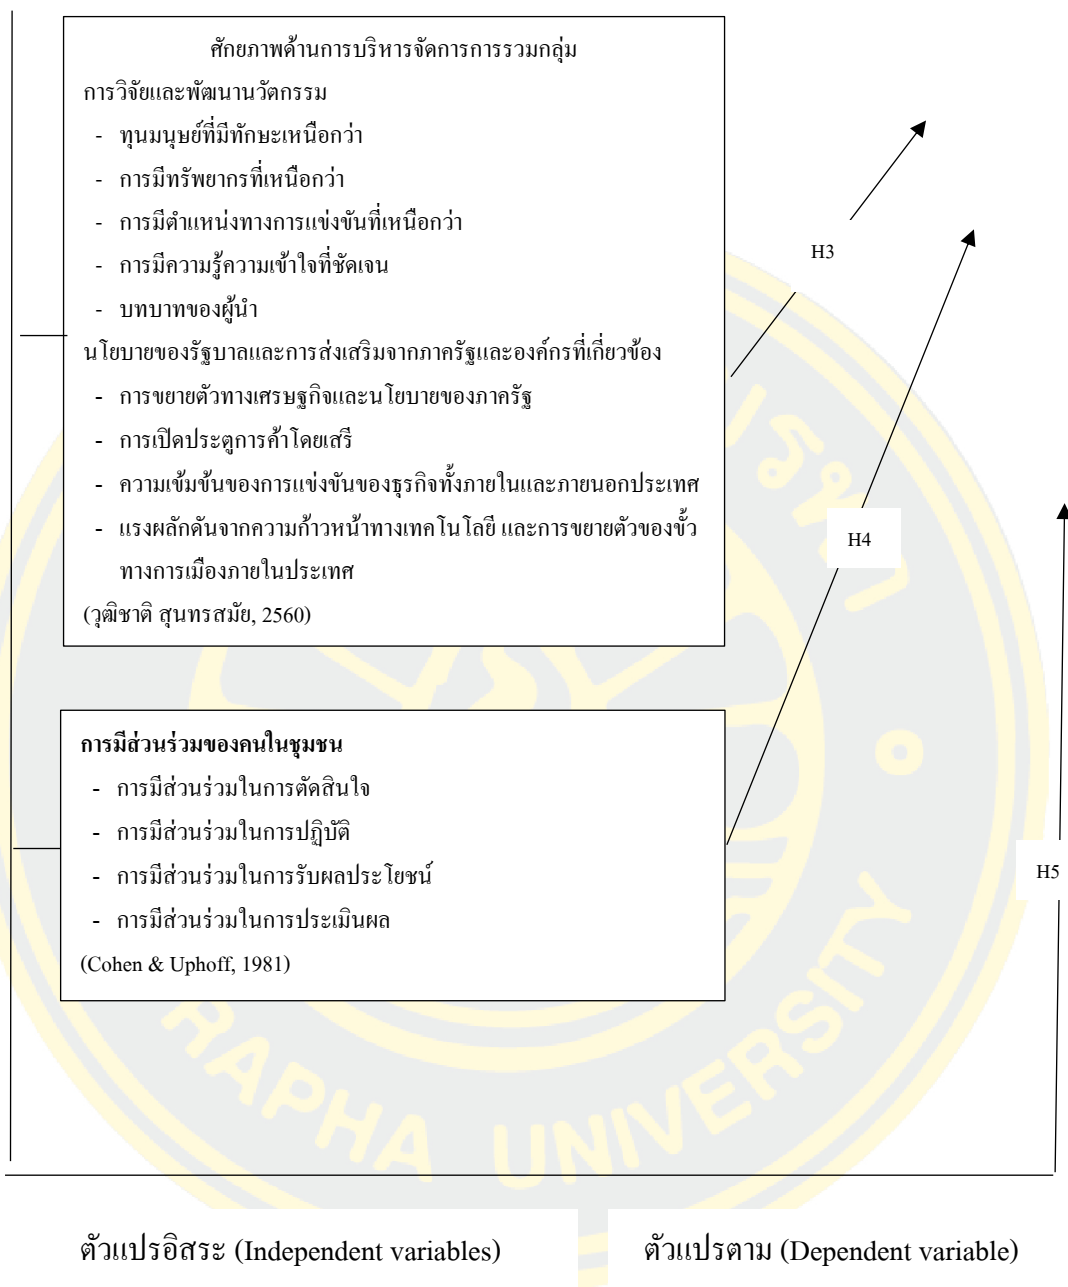 ศักยภาพด้านการบริหารจัดการการรวมกลุ่ม
การวิจัยและพัฒนานวัตกรรม
- ทุนมนุษย์ที่มีทักษะเหนือกว่า
- การมีทรัพยากรที่เหนือกว่า
- การมีตำแหน่งทางการแข่งขันที่เหนือกว่า
- การมีความรู้ความเข้าใจที่ชัดเจน
- บทบาทของผู้นำ
นโยบายของรัฐบาลและการส่งเสริมจากภาครัฐและองค์กรที่เกี่ยวข้อง
- การขยายตัวทางเศรษฐกิจและนโยบายของภาครัฐ
- การเปิดประตูการค้าโดยเสรี
- ความเข้มข้นของการแข่งขันของธุรกิจทั้งภายในและภายนอกประเทศ
- แรงผลักดันจากความก้าวหน้าทางเทคโนโลยี และการขยายตัวของขั้ว
ทางการเมืองภายในประเทศ
(วุฒิชาติ สุนทรสมัย, 2560)
H3
H4
การมีส่วนร่วมของคนในชุมชน
- การมีส่วนร่วมในการตัดสินใจ
- การมีส่วนร่วมในการปฏิบัติ
- การมีส่วนร่วมในการรับผลประโยชน์
- การมีส่วนร่วมในการประเมินผล
(Cohen & Uphoff, 1981)
H5
RAPHA UNIVERSITY
ตัวแปรอิสระ (Independent variables)
ตัวแปรตาม (Dependent variable)